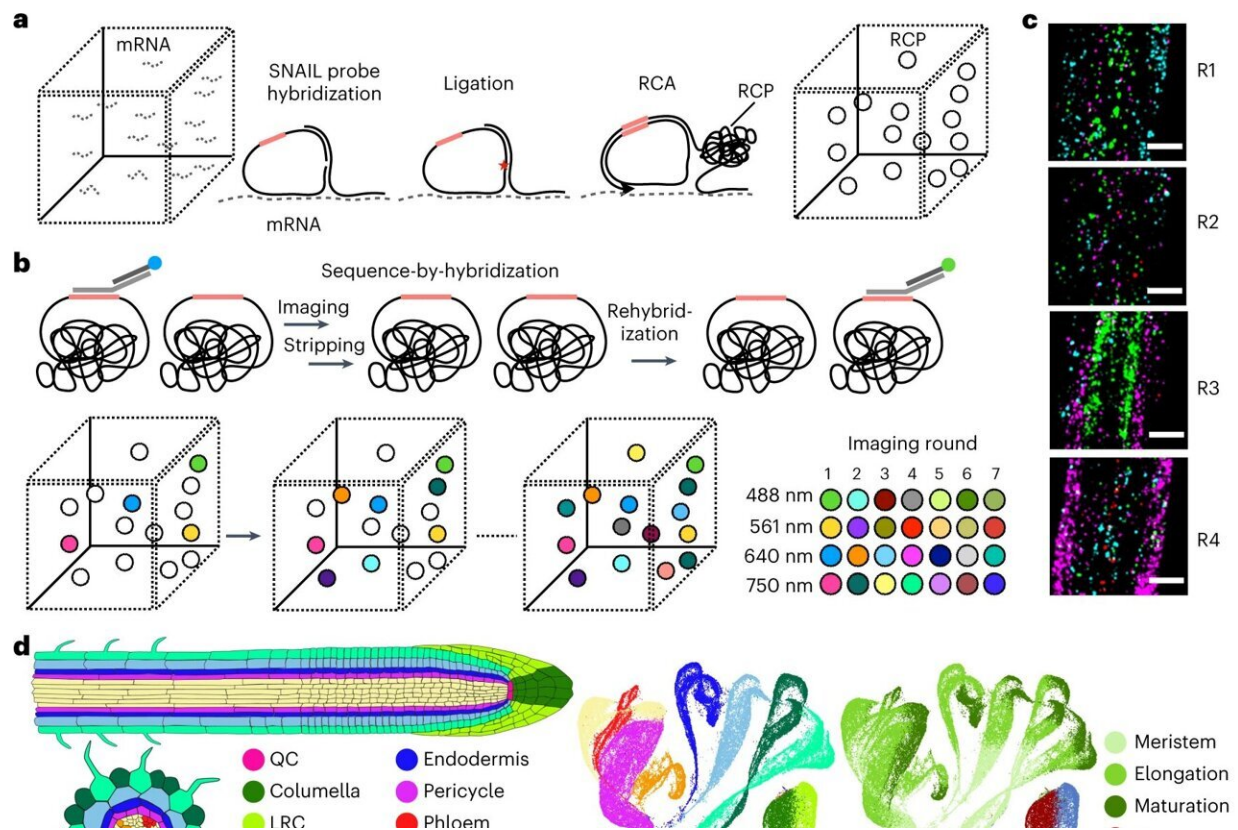 a
mRNA
SNAIL probe
hybridization
Ligation
RCA
RCP
RCP
mRNA
c
R1
R2
R3
R4
b
Sequence-by-hybridization
Imaging
Stripping
Rehybrid-
ization
Imaging round
1 2 3 4 5 6 7
488 nm
561 nm
640 nm
750 nm
d
QC
Columella
LRC
Endodermis
Pericycle
Phloem
Meristem
Elongation
Maturation